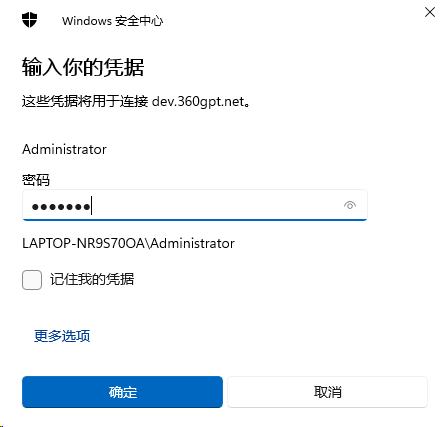 Windows 安全中心
输入你的凭据
这些凭据将用于连接 dev.360gpt.net。
Administrator
密码
●●●●●●●
LAPTOP-NR9S70OA\Administrator
记住我的凭据
更多选项
确定
取消